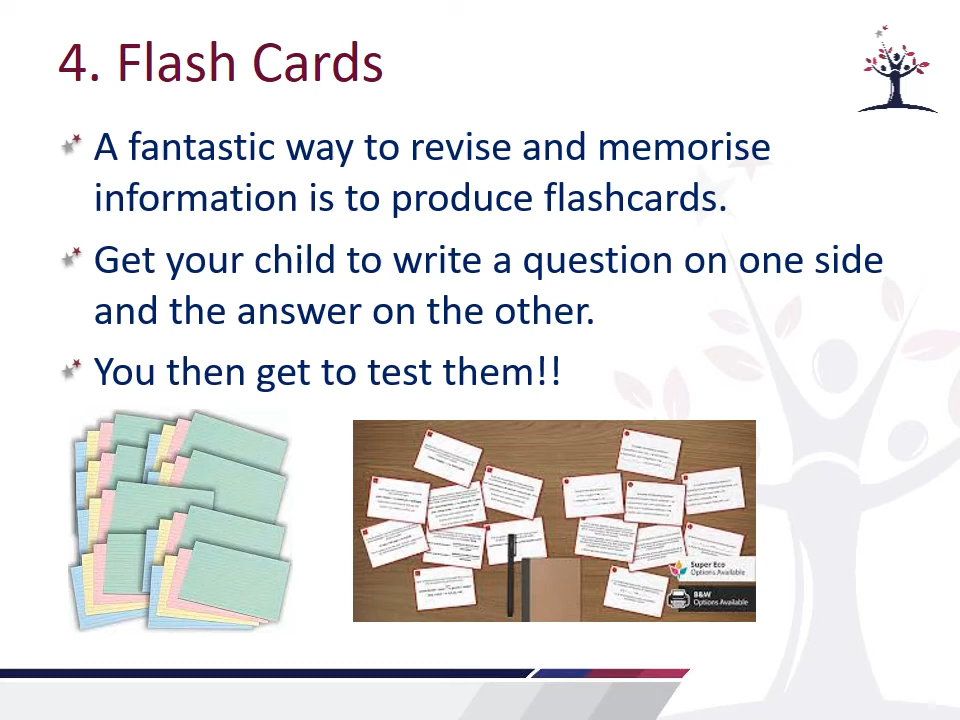 4. Flash Cards
A fantastic way to revise and memorise
information is to produce flashcards.
Get your child to write a question on one side
and the answer on the other.
You then get to test them!!
Super Eco
Options Available
B&W
Options Available